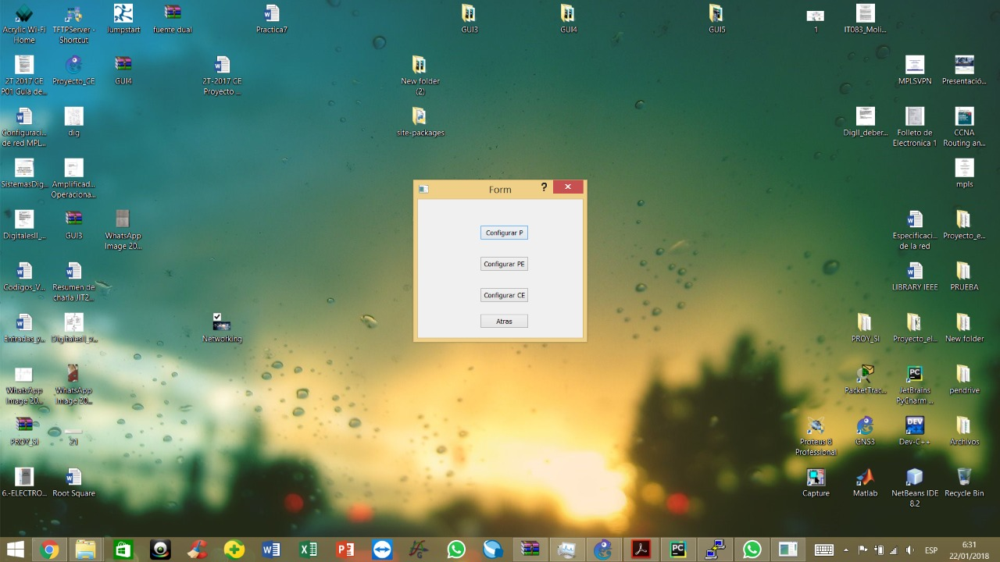 Acrylic Wi-Fi
Home
TFTPServer -
Shortcut
Jumpstart
fuente dual
Practica7
GUI3
GUI4
GUI5
1
IT083_Moli...
2T 2017 CE
P01 Guia de...
Proyecto_CE
GUI4
2T-2017 CE
Proyecto ...
New folder
(2)
MPLSVPN
Presentacio...
Configuraci...
de red MPL...
dig
site-packages
DigII_deber...
Folleto de
Electronica 1
CCNA
Routing an...
SistemasDig...
Amplificad...
Operaciona...
mpls
Form
?
Configurar P
Configurar PE
Configurar CE
Atras
DigitalesII_...
GUI3
WhatsApp
Image 20...
Especificaci...
de la red
Proyecto_e...
Codigos_V...
Resumen de
cnaria JIT2...
LIBRARY IEEE
PRUEBA
Entradas_y...
DigitalesII_v...
Networking
PROY_SI
Proyecto_el...
New folder
WhatsApp
Image 20...
WhatsApp
Image 20...
PacketTrac...
JetBrains
PyCharm ...
pendrive
PROY_SI
21
Proteus 8
Professional
GNS3
Dev-C++
Archivos
6.-ELECTRO...
Root Square
Capture
Matlab
NetBeans IDE
8.2
Recycle Bin
ESP
6:31
22/01/2018